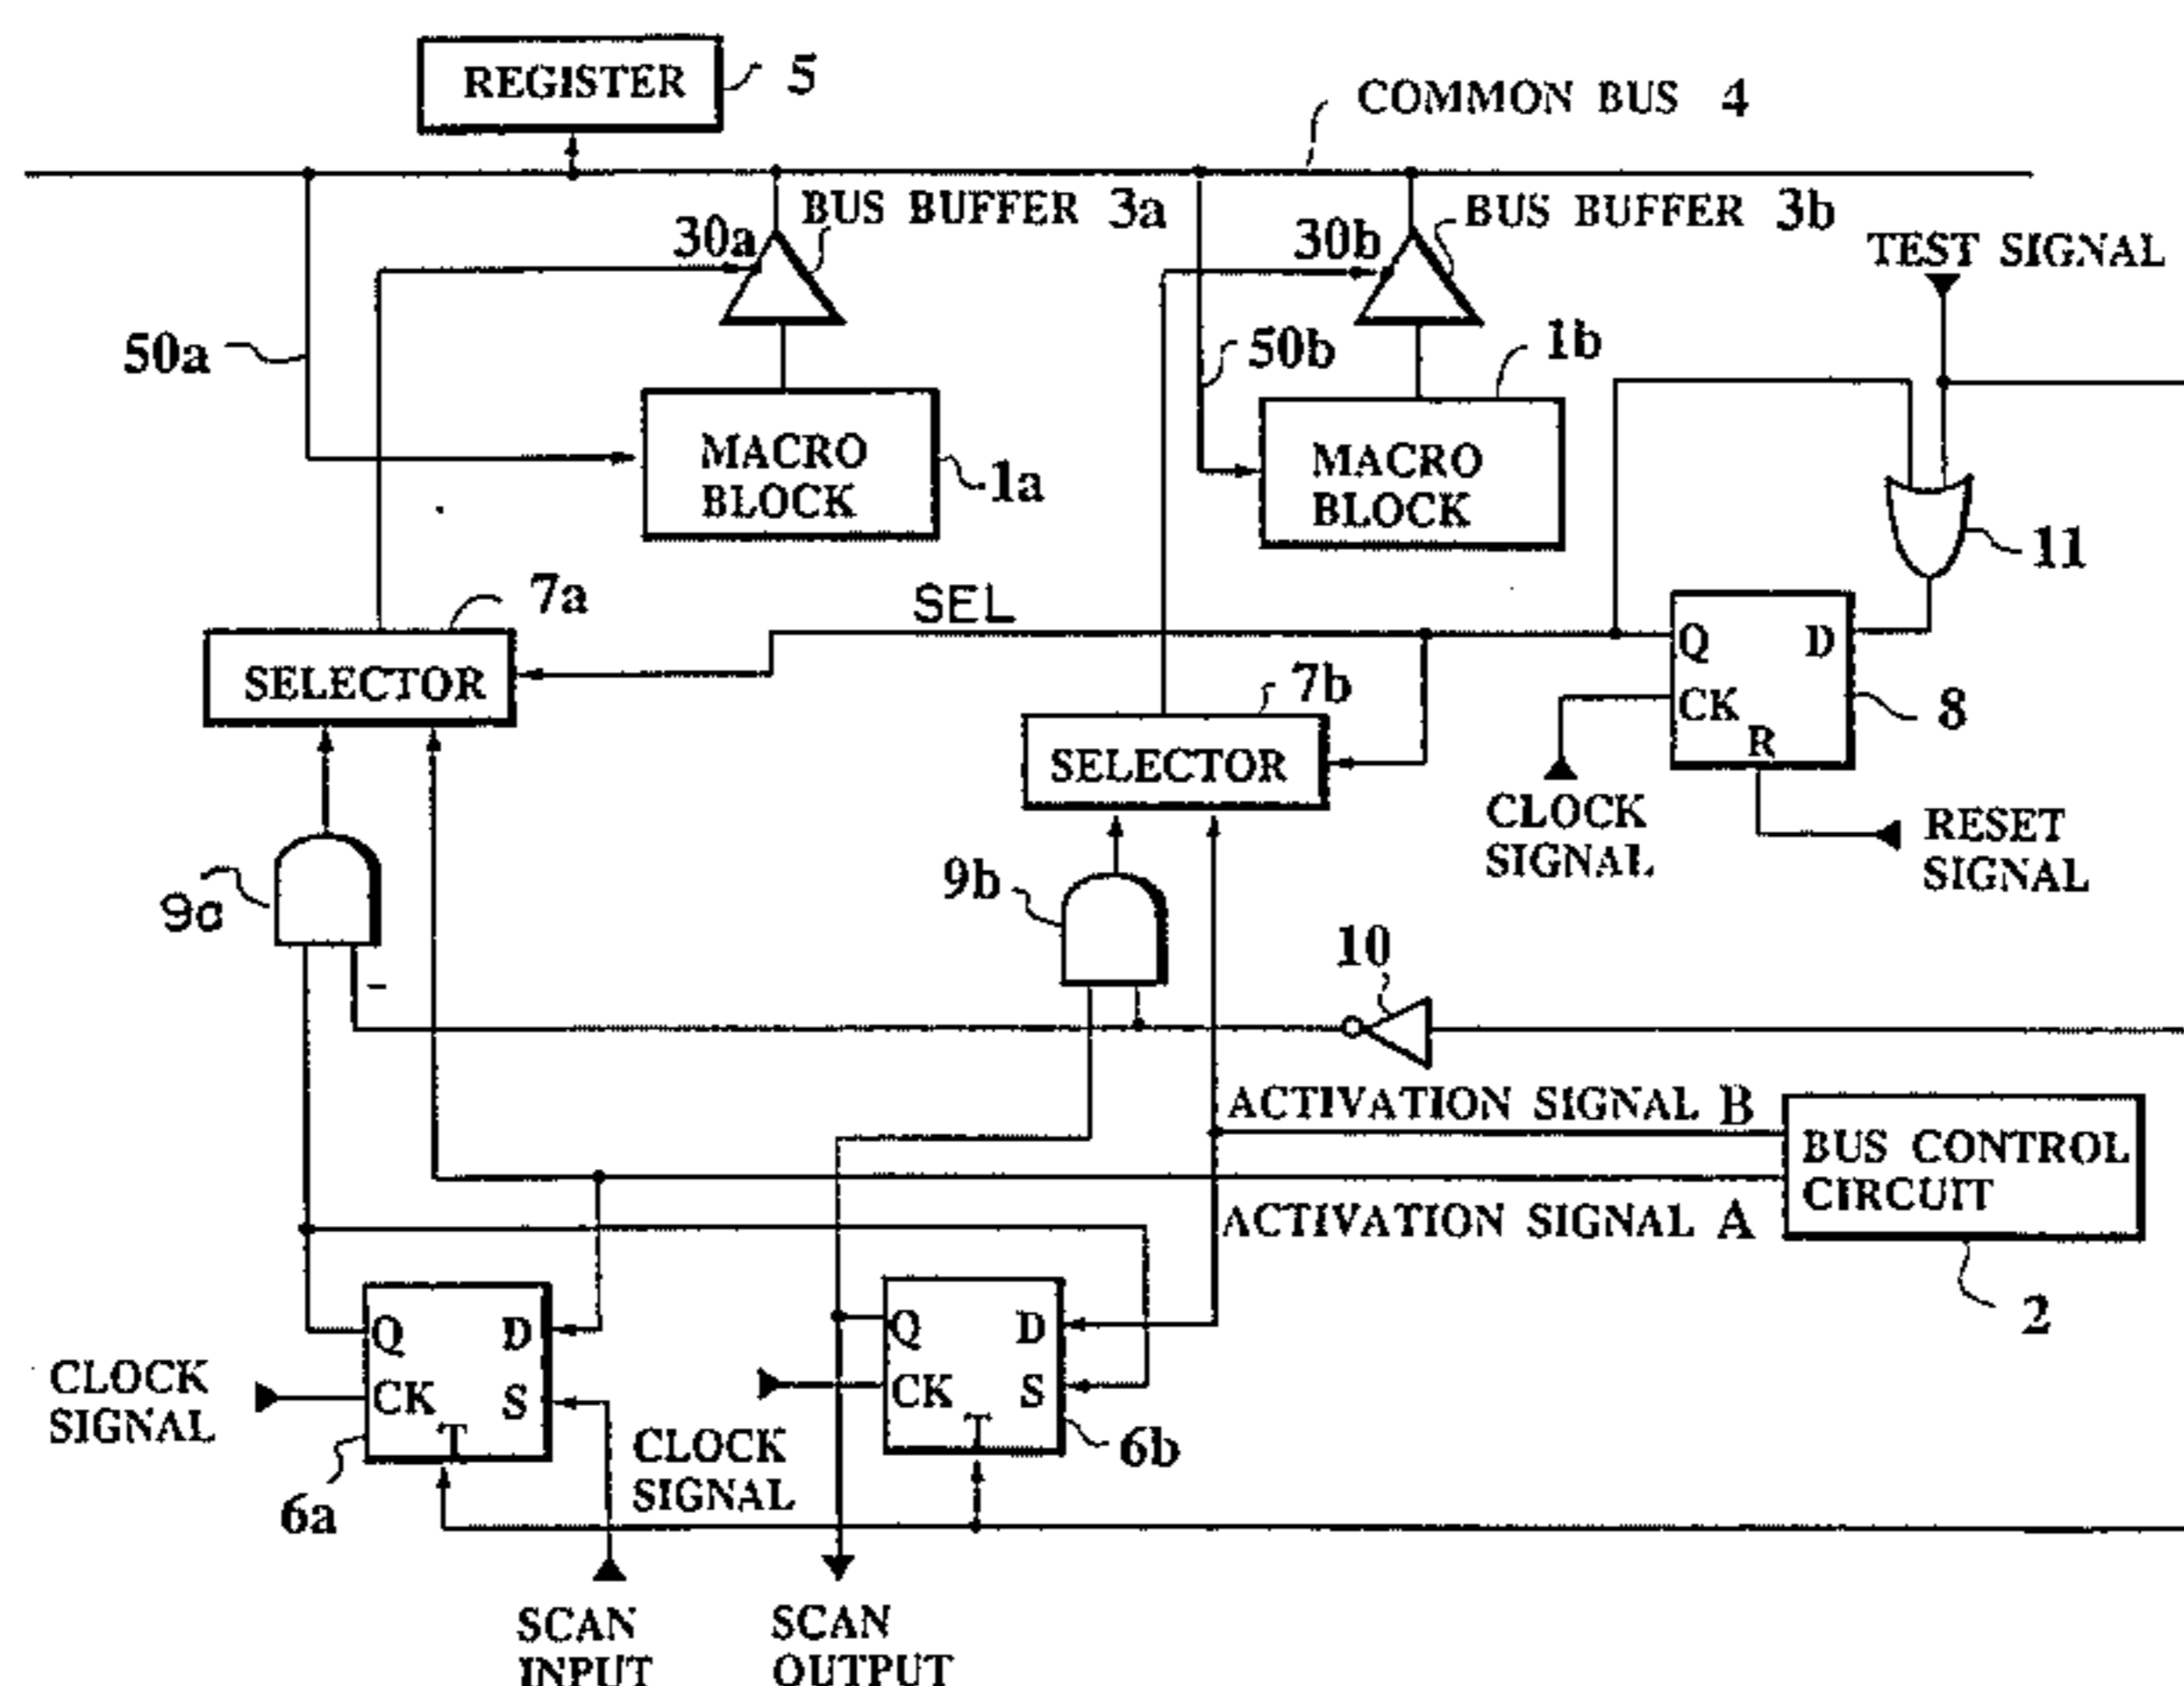 REGISTER 5
COMMON BUS 4
BUS BUFFER 3a
30a
BUS BUFFER 3b
30b
TEST SIGNAL
50a
50b
1b
MACRO
BLOCK
1a
MACRO
BLOCK
11
7a
SEL
SELECTOR
Q D
CK
R
8
7b
SELECTOR
CLOCK
SIGNAL
RESET
SIGNAL
9a
9b
10
ACTIVATION SIGNAL B
BUS CONTROL
CIRCUIT
ACTIVATION SIGNAL A
2
Q D
CK S
T
6a
CLOCK
SIGNAL
Q D
CK S
T
6b
CLOCK
SIGNAL
SCAN
INPUT
SCAN
OUTPUT